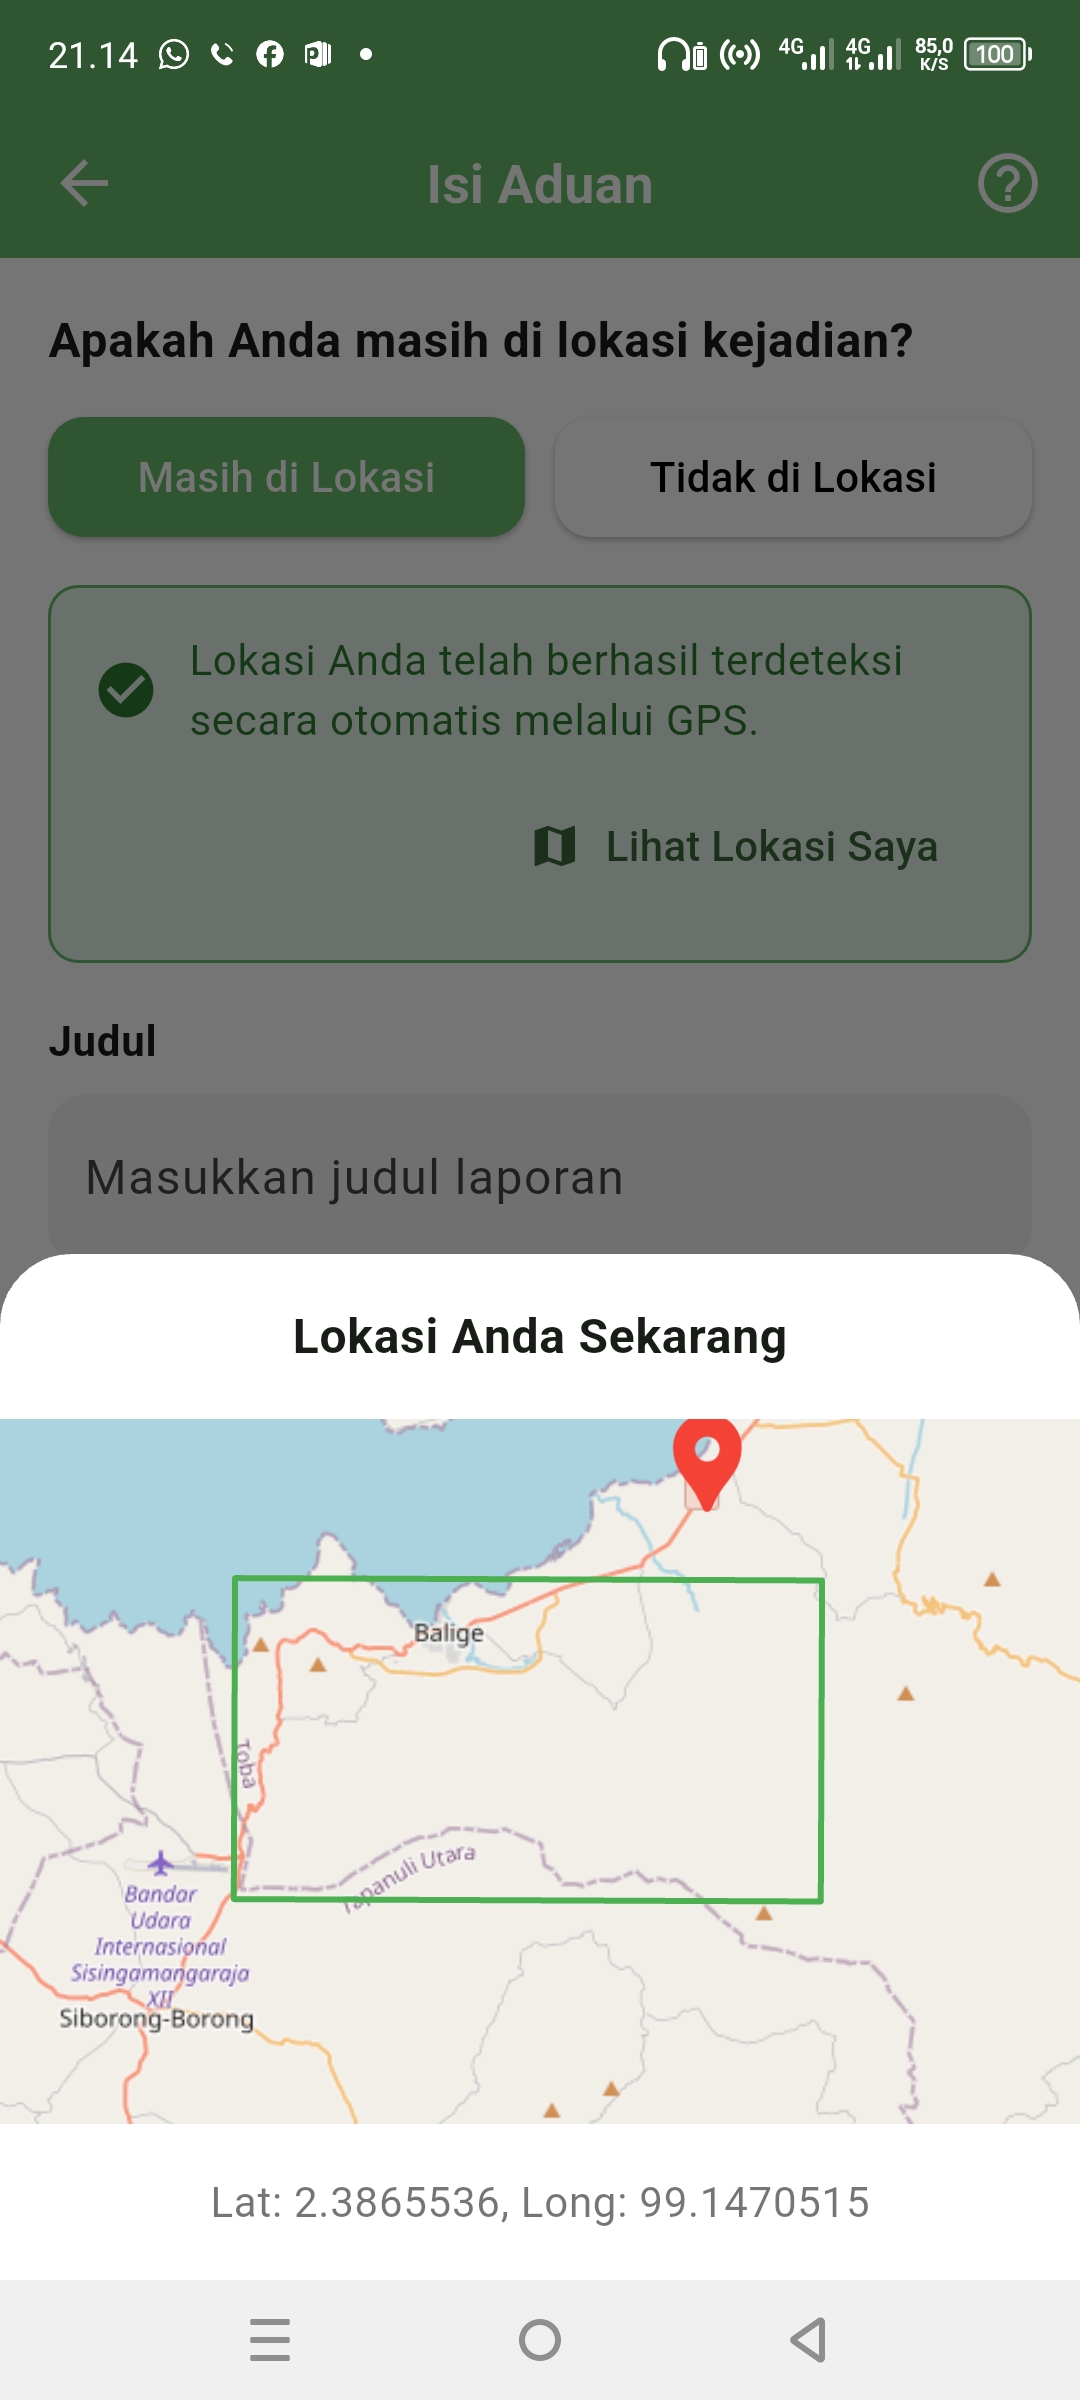 21.14
4G
4G
85,0
K/S
100
Isi Aduan
Apakah Anda masih di lokasi kejadian?
Masih di Lokasi
Tidak di Lokasi
Lokasi Anda telah berhasil terdeteksi
secara otomatis melalui GPS.
Lihat Lokasi Saya
Judul
Masukkan judul laporan
Lokasi Anda Sekarang
Balige
Toba
Tapanuli Utara
Bandar
Udara
Internasional
Sisingamangaraja
XII
Siborong-Borong
Lat: 2.3865536, Long: 99.1470515